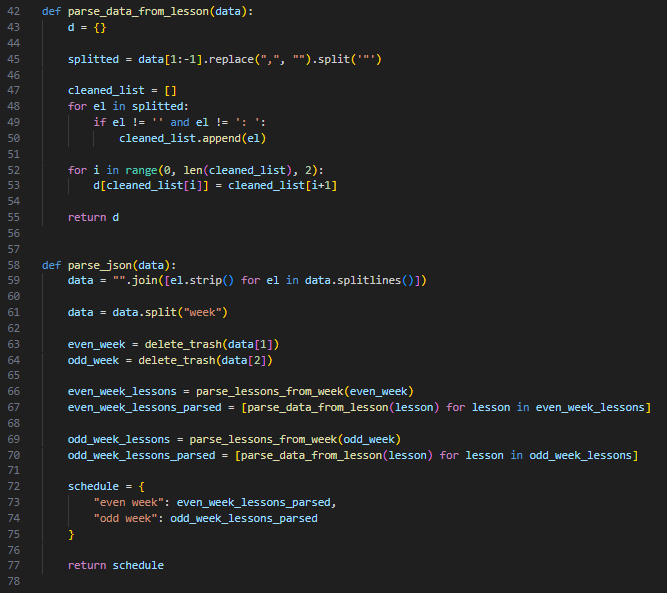 42 def parse_data_from_lesson(data):
43     d = {}
44
45     splitted = data[1:-1].replace(",", "").split('"')
46
47     cleaned_list = []
48     for el in splitted:
49         if el != '' and el != ': ':
50             cleaned_list.append(el)
51
52     for i in range(0, len(cleaned_list), 2):
53         d[cleaned_list[i]] = cleaned_list[i+1]
54
55     return d
56
57
58 def parse_json(data):
59     data = "".join([el.strip() for el in data.splitlines()])
60
61     data = data.split("week")
62
63     even_week = delete_trash(data[1])
64     odd_week = delete_trash(data[2])
65
66     even_week_lessons = parse_lessons_from_week(even_week)
67     even_week_lessons_parsed = [parse_data_from_lesson(lesson) for lesson in even_week_lessons]
68
69     odd_week_lessons = parse_lessons_from_week(odd_week)
70     odd_week_lessons_parsed = [parse_data_from_lesson(lesson) for lesson in odd_week_lessons]
71
72     schedule = {
73         "even week": even_week_lessons_parsed,
74         "odd week": odd_week_lessons_parsed
75     }
76
77     return schedule
78